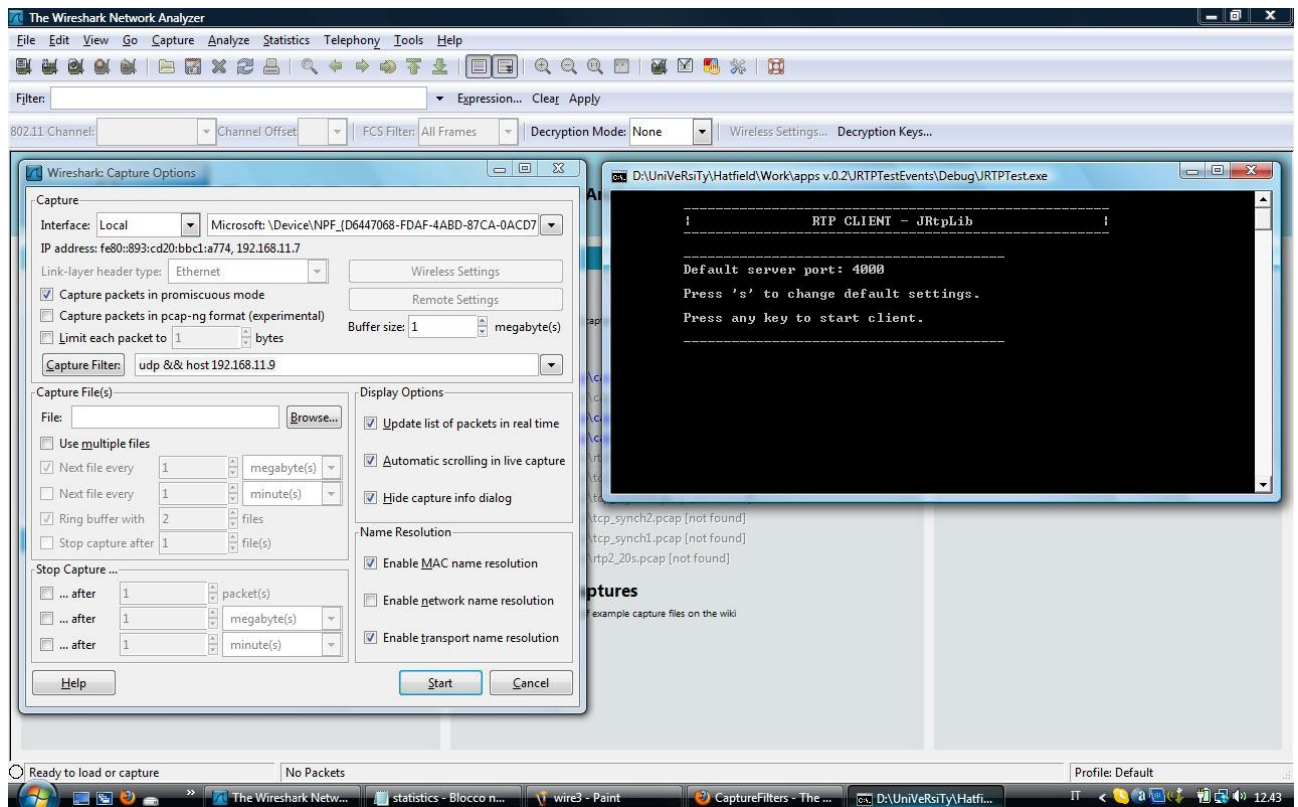 The Wireshark Network Analyzer
File Edit View Go Capture Analyze Statistics Telephony Tools Help
Filter: Expression... Clear Apply
802.11 Channel: Channel Offset: FCS Filter: All Frames Decryption Mode: None Wireless Settings... Decryption Keys...
Wireshark: Capture Options
Capture
Interface: Local Microsoft: \Device\NPF_{D6447068-FDAF-4ABD-87CA-0ACD7
IP address: fe80::893:cd20:bbc1:a774, 192.168.11.7
Link-layer header type: Ethernet Wireless Settings
Capture packets in promiscuous mode Remote Settings
Capture packets in pcap-ng format (experimental)
Buffer size: 1 megabyte(s)
Limit each packet to 1 bytes
Capture Filter: udp && host 192.168.11.9
Capture File(s)
File: Browse...
Use multiple files
Next file every 1 megabyte(s)
Next file every 1 minute(s)
Ring buffer with 2 files
Stop capture after 1 file(s)
Stop Capture ...
... after 1 packet(s)
... after 1 megabyte(s)
... after 1 minute(s)
Display Options
Update list of packets in real time
Automatic scrolling in live capture
Hide capture info dialog
Name Resolution
Enable MAC name resolution
Enable network name resolution
Enable transport name resolution
Help Start Cancel
D:\UniVeRsiTy\Hatfield\Work\apps v.0.2\JRTPTestEvents\Debug\JRTPTest.exe
RTP CLIENT - JRtpLib
Default server port: 4000
Press 's' to change default settings.
Press any key to start client.
\tcp_synch2.pcap [not found]
\tcp_synch1.pcap [not found]
\rtp2_20s.pcap [not found]
ptures
example capture files on the wiki
Ready to load or capture No Packets Profile: Default
The Wireshark Netw... statistics - Blocco n... wire3 - Paint CaptureFilters - The ... D:\UniVeRsiTy\Hatfi... IT 12.43